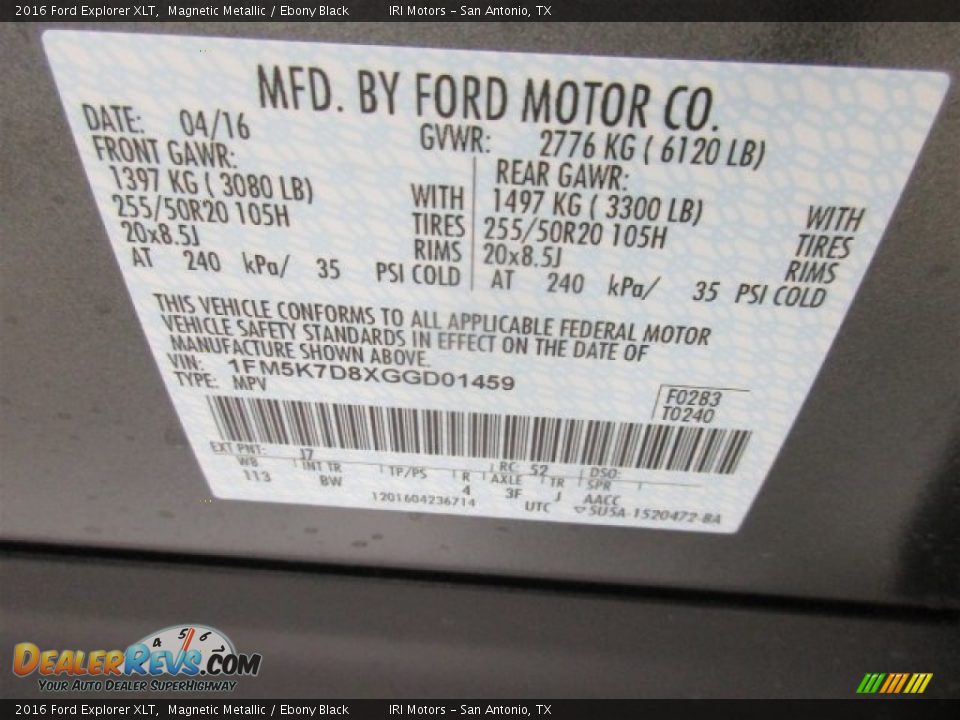 2016 Ford Explorer XLT, Magnetic Metallic / Ebony Black IRI Motors - San Antonio, TX
MFD. BY FORD MOTOR CO.
DATE: 04/16 GVWR: 2776 KG ( 6120 LB)
FRONT GAWR: REAR GAWR:
1397 KG ( 3080 LB) WITH 1497 KG ( 3300 LB) WITH
255/50R20 105H TIRES 255/50R20 105H TIRES
20x8.5J RIMS 20x8.5J RIMS
AT 240 kPa/ 35 PSI COLD AT 240 kPa/ 35 PSI COLD
THIS VEHICLE CONFORMS TO ALL APPLICABLE FEDERAL MOTOR
VEHICLE SAFETY STANDARDS IN EFFECT ON THE DATE OF
MANUFACTURE SHOWN ABOVE.
VIN: 1FM5K7D8XGGD01459
TYPE: MPV
F0283
T0240
EXT PNT: J7 RC: 52 DSO:
WB INT TR TP/PS R AXLE TR SPR
113 BW 4 3F J AACC
1201604236714 UTC ▽5U5A-1520472-BA
4 5 6
DEALERREVS.COM
YOUR AUTO DEALER SUPERHIGHWAY
2016 Ford Explorer XLT, Magnetic Metallic / Ebony Black IRI Motors - San Antonio, TX